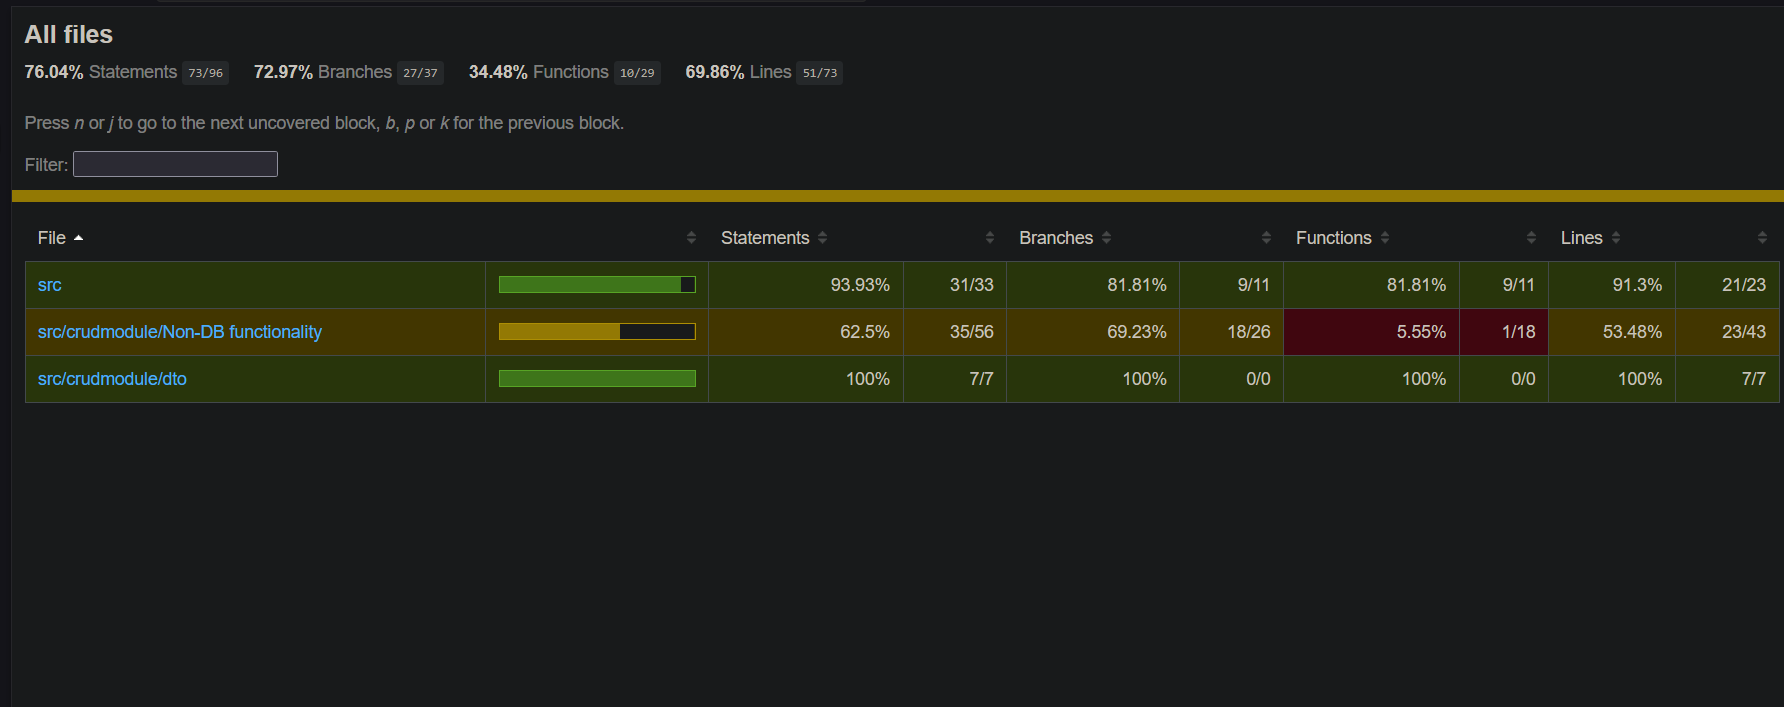 All files
76.04% Statements 73/96 72.97% Branches 27/37 34.48% Functions 10/29 69.86% Lines 51/73
Press n or j to go to the next uncovered block, b, p or k for the previous block.
Filter:
File Statements Branches Functions Lines
src 93.93% 31/33 81.81% 9/11 81.81% 9/11 91.3% 21/23
src/crudmodule/Non-DB functionality 62.5% 35/56 69.23% 18/26 5.55% 1/18 53.48% 23/43
src/crudmodule/dto 100% 7/7 100% 0/0 100% 0/0 100% 7/7